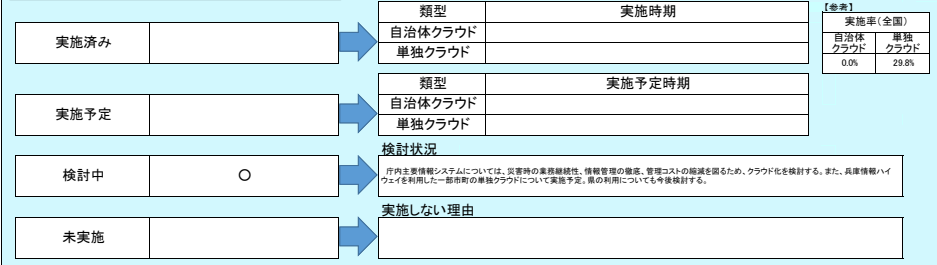 類型 実施時期
実施済み
自治体クラウド
単独クラウド
【参考】
実施率(全国)
自治体クラウド 単独クラウド
0.0% 29.8%
類型 実施予定時期
実施予定
自治体クラウド
単独クラウド
検討状況
検討中 ○
庁内主要情報システムについては、災害時の業務継続性、情報管理の徹底、管理コストの縮減を図るため、クラウド化を検討する。また、兵庫情報ハイ
ウェイを利用した一部市町の単独クラウドについて実施予定。県の利用についても今後検討する。
実施しない理由
未実施